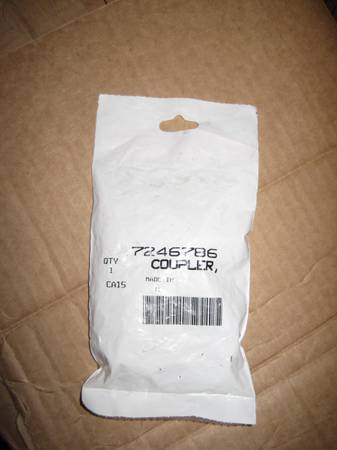 7246786
QTY COUPLER,
1
MADE IN
CA15